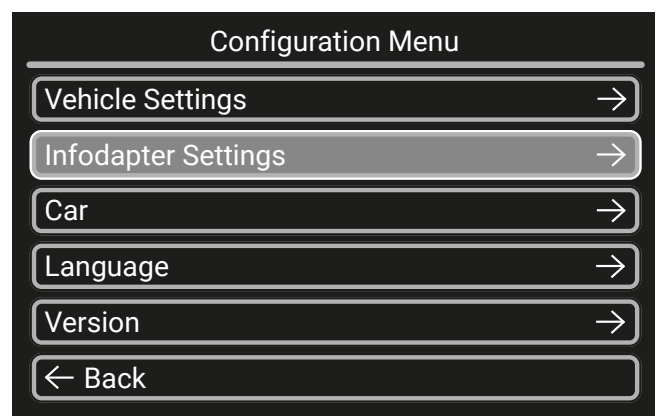 Configuration Menu
Vehicle Settings →
Infodapter Settings →
Car →
Language →
Version →
← Back